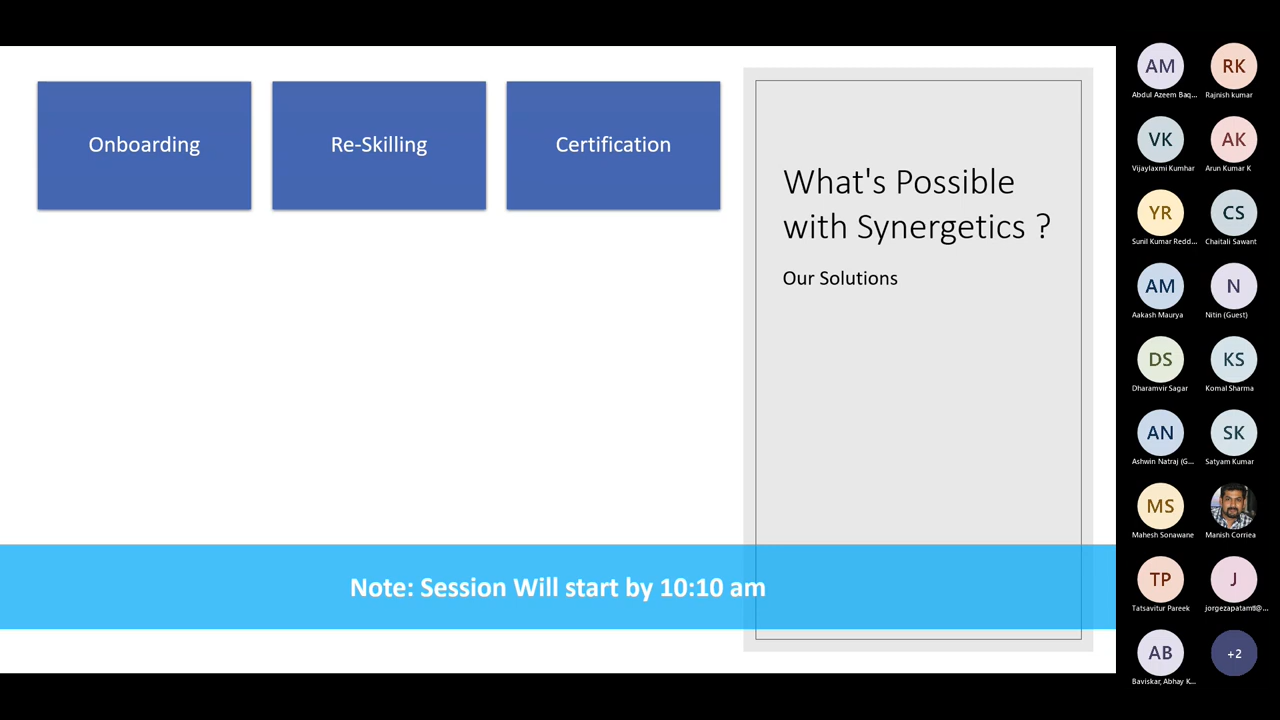 Onboarding
Re-Skilling
Certification
What's Possible
with Synergetics ?
Our Solutions
Note: Session Will start by 10:10 am
AM
Abdul Azeem Baq...
RK
Rajnish kumar
VK
Vijaylaxmi Kumhar
AK
Arun Kumar K
YR
Sunil Kumar Redd...
CS
Chaitali Sawant
AM
Aakash Maurya
N
Nitin (Guest)
DS
Dharamvir Sagar
KS
Komal Sharma
AN
Ashwin Natraj (G...
SK
Satyam Kumar
MS
Mahesh Sonawane
Manish Corriea
TP
Tatsavitur Pareek
J
AB
Baviskar, Abhay K...
+2